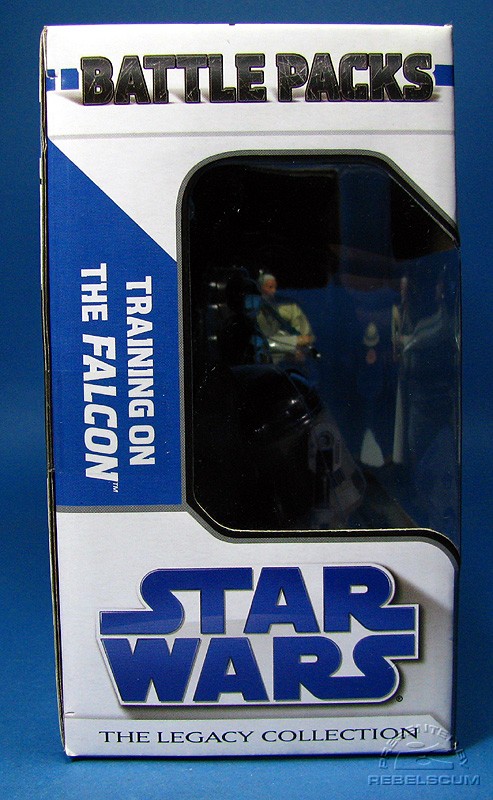 BATTLE PACKS
TRAINING ON
THE FALCON™
STAR
WARS®
THE LEGACY COLLECTION
REBELSCUM